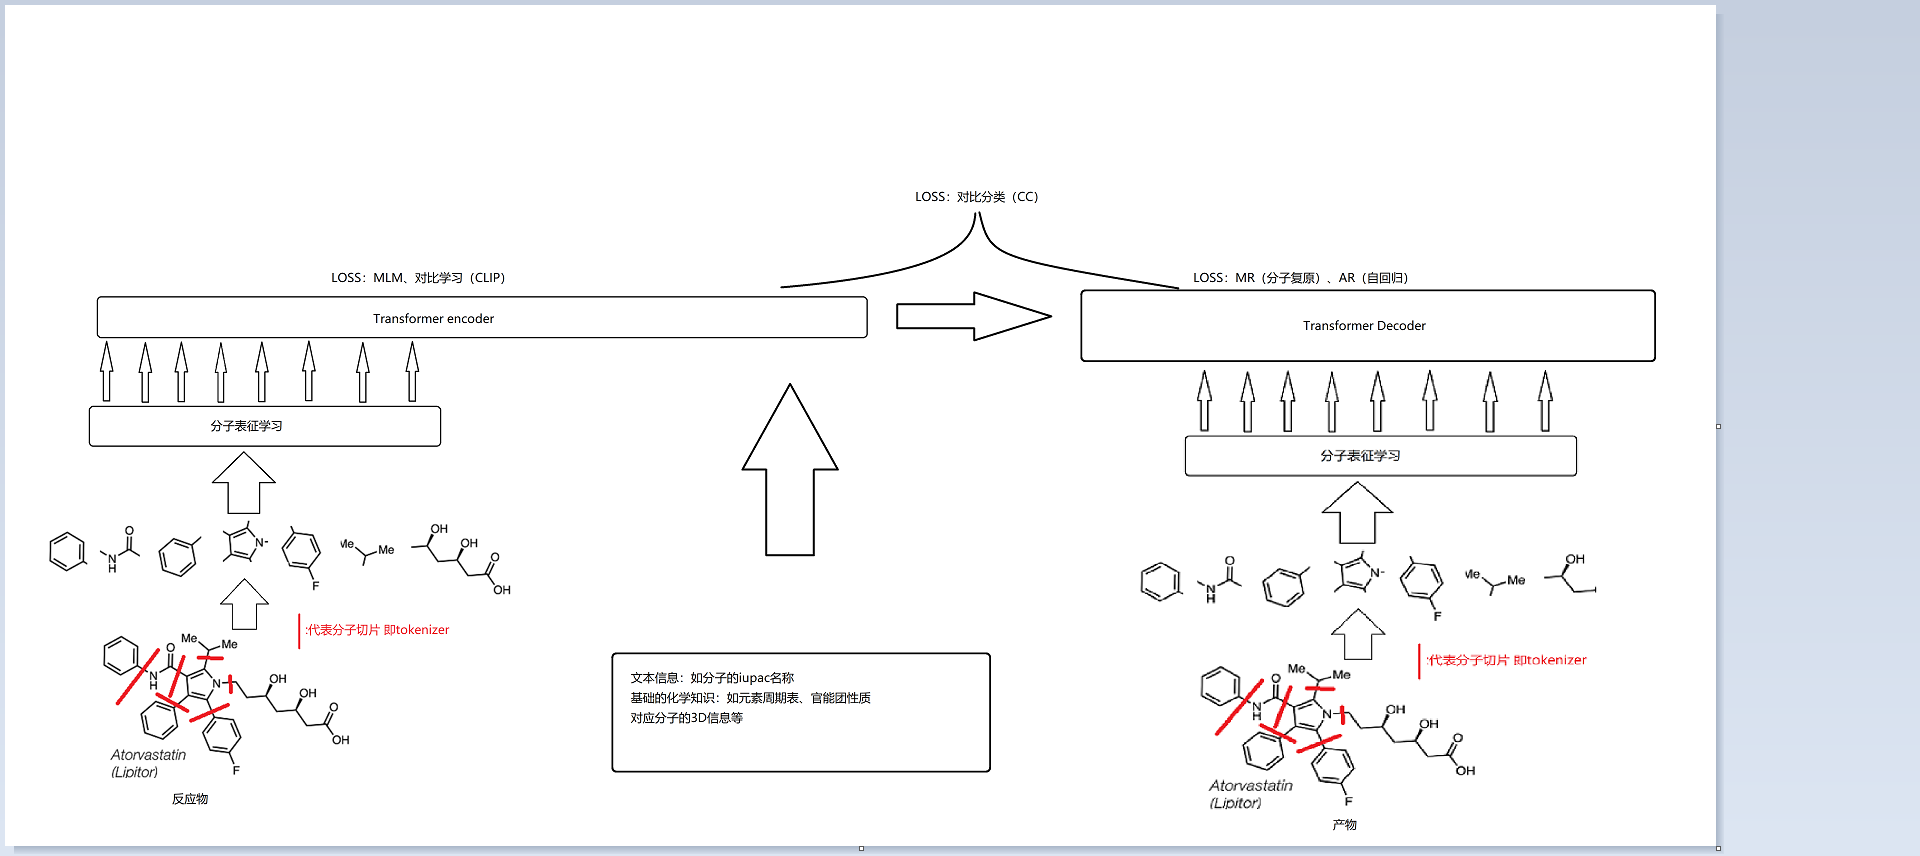 LOSS：对比分类（CC）
LOSS：MLM、对比学习（CLIP）
LOSS：MR（分子复原）、AR（自回归）
Transformer encoder
Transformer Decoder
分子表征学习
分子表征学习
O
N
H
N
F
Me
Me
OH
OH
O
OH
O
N
H
N
F
Me
Me
OH
:代表分子切片 即tokenizer
:代表分子切片 即tokenizer
Me
Me
O
N
H
N
OH
OH
O
OH
F
Atorvastatin
(Lipitor)
反应物
文本信息：如分子的iupac名称
基础的化学知识：如元素周期表、官能团性质
对应分子的3D信息等
Me
Me
O
N
H
N
OH
OH
O
OH
F
Atorvastatin
(Lipitor)
产物